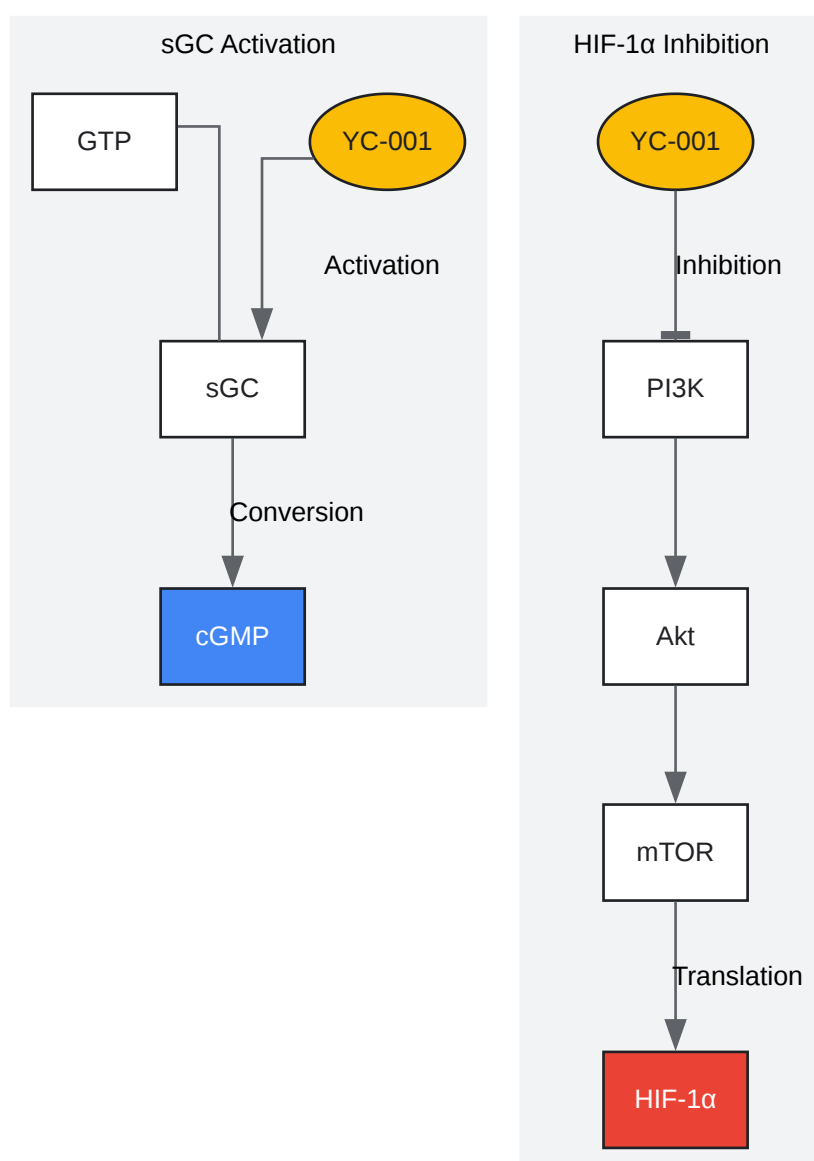 sGC Activation
GTP
YC-001
Activation
sGC
Conversion
cGMP
HIF-1α Inhibition
YC-001
Inhibition
PI3K
Akt
mTOR
Translation
HIF-1α